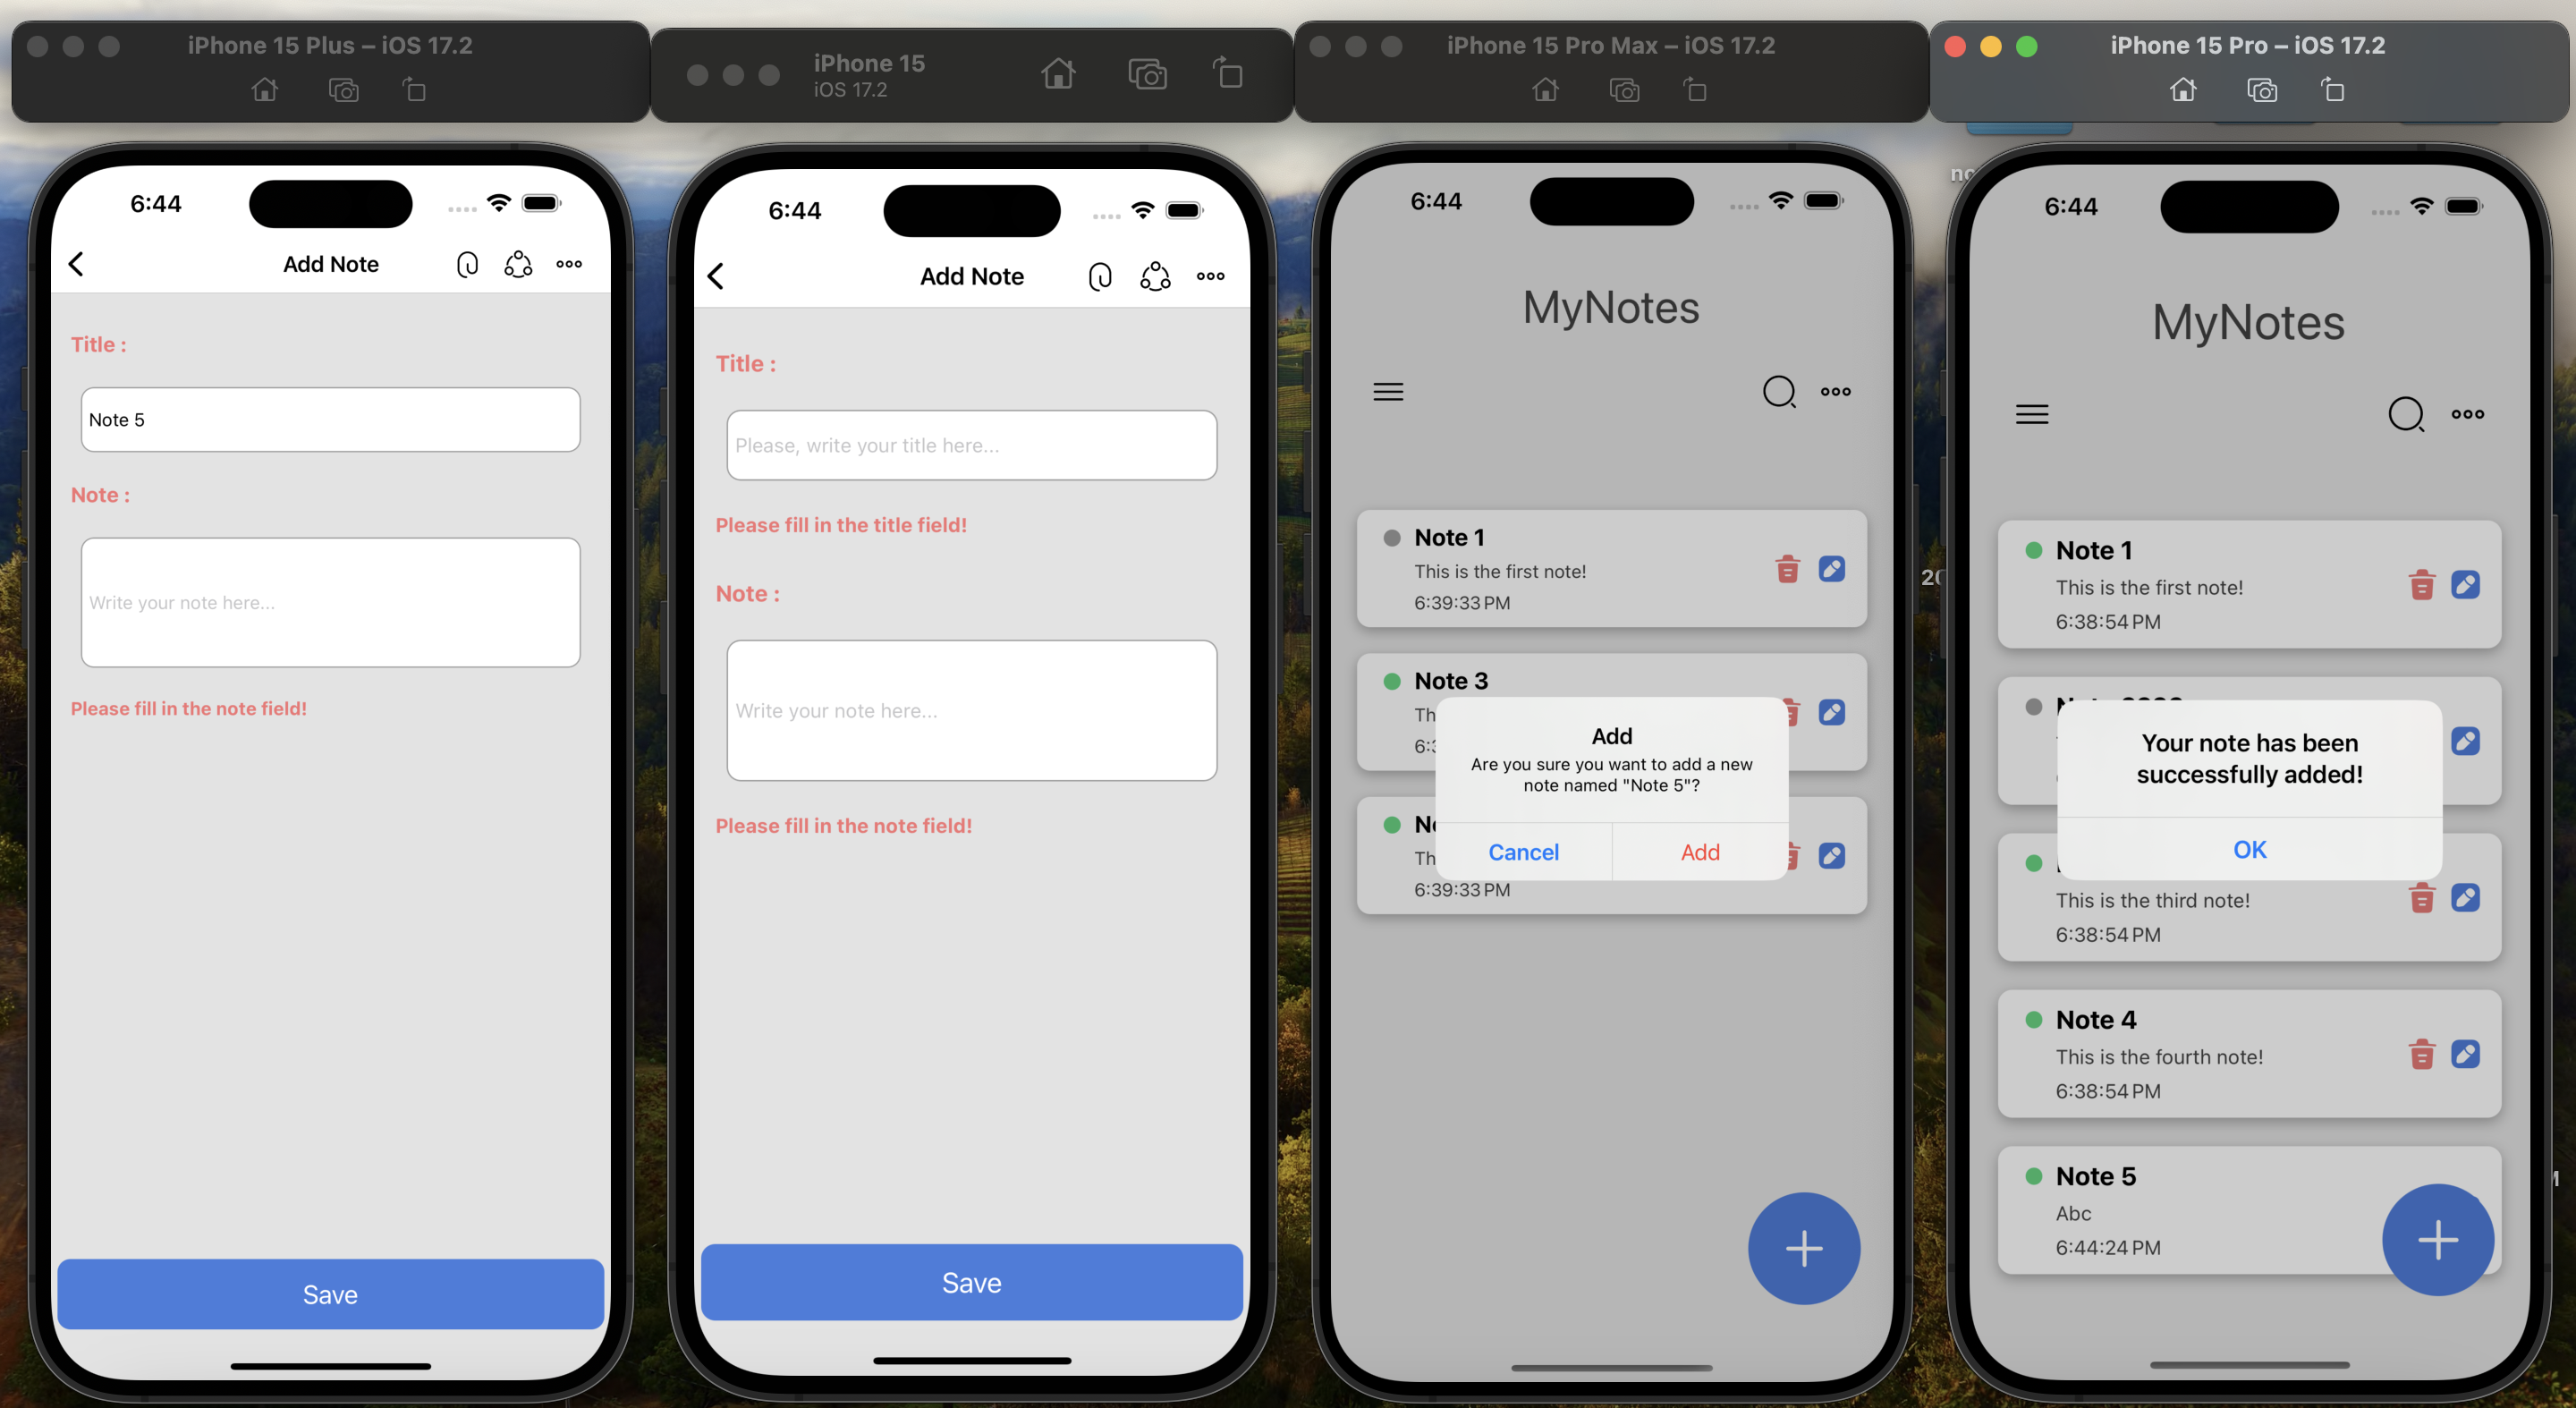 iPhone 15 Plus – iOS 17.2
6:44
Add Note
Title :
Note 5
Note :
Write your note here...
Please fill in the note field!
Save
iPhone 15
iOS 17.2
6:44
Add Note
Title :
Please, write your title here...
Please fill in the title field!
Note :
Write your note here...
Please fill in the note field!
Save
iPhone 15 Pro Max – iOS 17.2
6:44
MyNotes
Note 1
This is the first note!
6:39:33 PM
Note 3
Th
6:3
Add
Are you sure you want to add a new
note named "Note 5"?
Cancel
Add
Th
6:39:33 PM
iPhone 15 Pro – iOS 17.2
6:44
MyNotes
Note 1
This is the first note!
6:38:54 PM
Your note has been
successfully added!
OK
This is the third note!
6:38:54 PM
Note 4
This is the fourth note!
6:38:54 PM
Note 5
Abc
6:44:24 PM